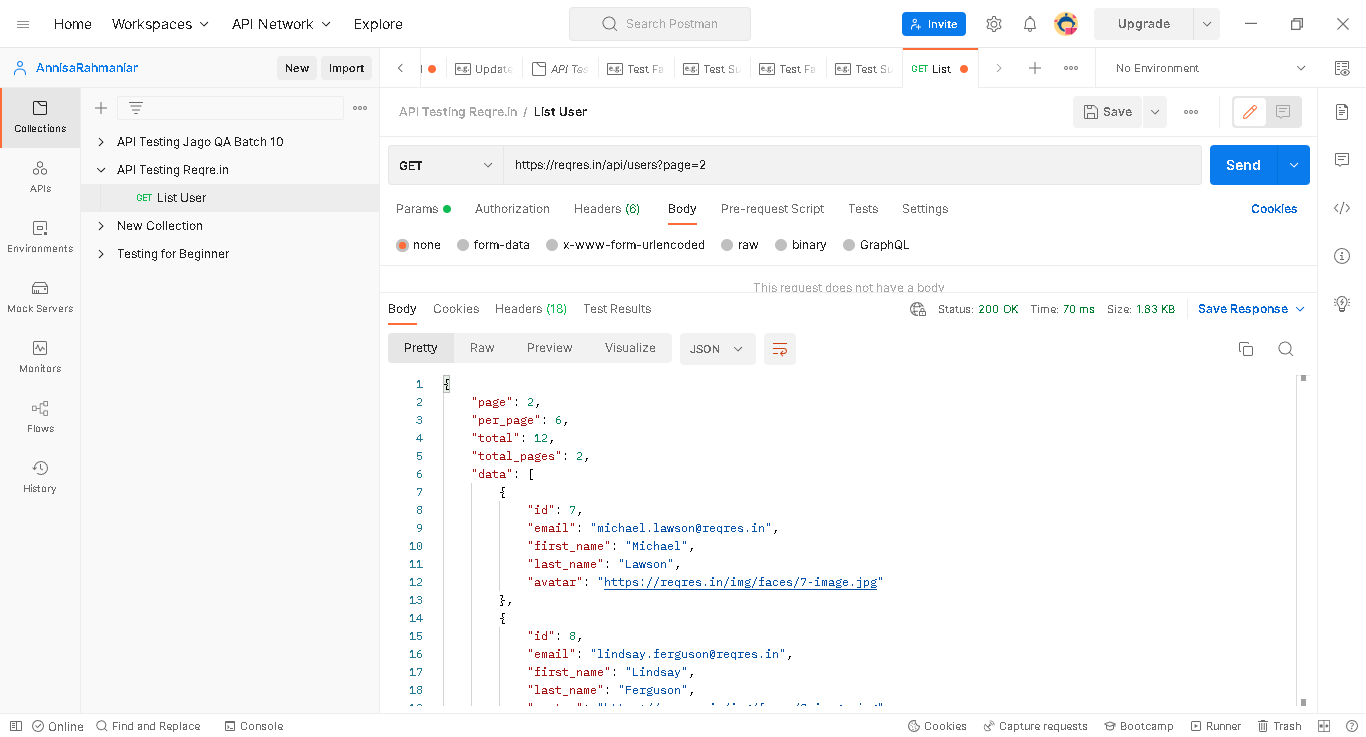 Home Workspaces API Network Explore Search Postman Invite Upgrade
AnnisaRahmaniar New Import
GET List No Environment
Update API Tes Test Fa Test Su Test Fa Test Su
Collections
APIs
Environments
Mock Servers
Monitors
Flows
History
API Testing Jago QA Batch 10
API Testing Reqre.in
GET List User
New Collection
Testing for Beginner
API Testing Reqre.in / List User Save
GET https://reqres.in/api/users?page=2 Send
Params Authorization Headers (6) Body Pre-request Script Tests Settings Cookies
none form-data x-www-form-urlencoded raw binary GraphQL
This request does not have a body
Body Cookies Headers (18) Test Results Status: 200 OK Time: 70 ms Size: 1.83 KB Save Response
Pretty Raw Preview Visualize JSON
1 {
2 "page": 2,
3 "per_page": 6,
4 "total": 12,
5 "total_pages": 2,
6 "data": [
7 {
8 "id": 7,
9 "email": "michael.lawson@reqres.in",
10 "first_name": "Michael",
11 "last_name": "Lawson",
12 "avatar": "https://reqres.in/img/faces/7-image.jpg"
13 },
14 {
15 "id": 8,
16 "email": "lindsay.ferguson@reqres.in",
17 "first_name": "Lindsay",
18 "last_name": "Ferguson",
Online Find and Replace Console Cookies Capture requests Bootcamp Runner Trash